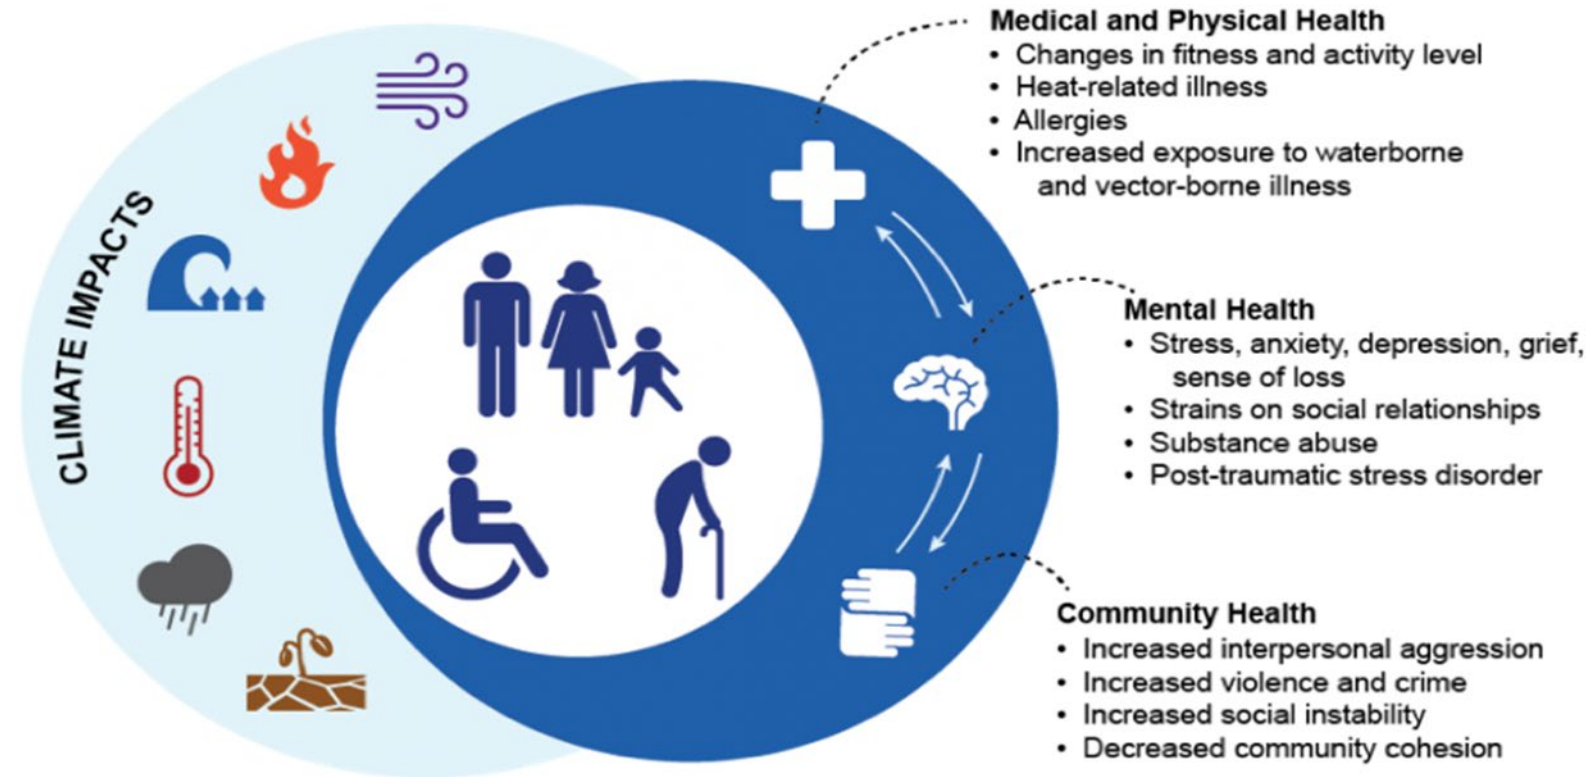 CLIMATE IMPACTS
Medical and Physical Health
• Changes in fitness and activity level
• Heat-related illness
• Allergies
• Increased exposure to waterborne
and vector-borne illness
Mental Health
• Stress, anxiety, depression, grief,
sense of loss
• Strains on social relationships
• Substance abuse
• Post-traumatic stress disorder
Community Health
• Increased interpersonal aggression
• Increased violence and crime
• Increased social instability
• Decreased community cohesion